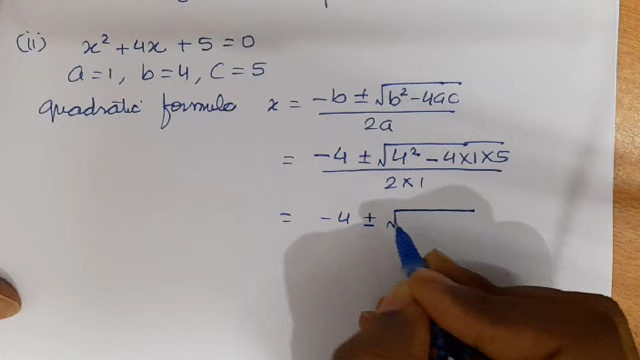 (ii) x² + 4x + 5 = 0
a = 1, b = 4, C = 5
quadratic formula x = -b ± √(b² - 4ac) / 2a
= -4 ± √(4² - 4×1×5) / 2×1
= -4 ± √